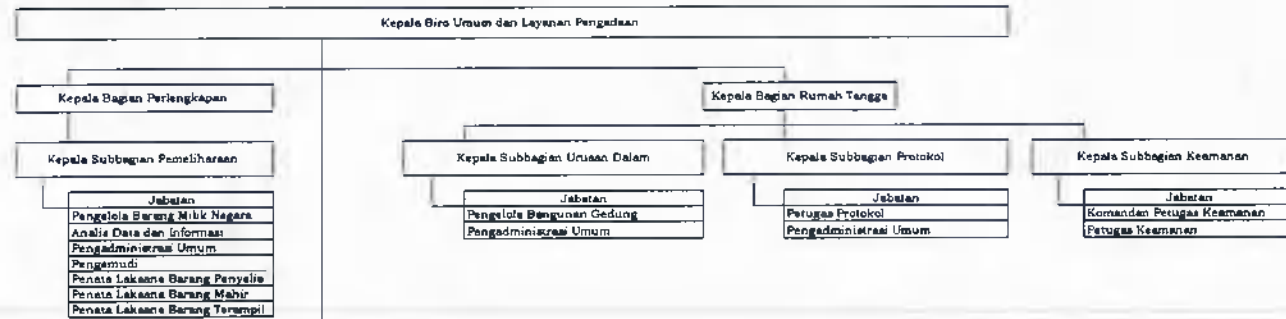 Kepala Biro Umum dan Layanan Pengadaan
Kepala Bagian Perlengkapan
Kepala Bagian Rumah Tangga
Kepala Subbagian Pemeliharaan
Kepala Subbagian Urusan Dalam
Kepala Subbagian Protokol
Kepala Subbagian Keamanan
Jabatan
Pengelola Barang Milik Negara
Analis Data dan Informasi
Pengadministrasi Umum
Pengemudi
Penata Laksana Barang Penyelia
Penata Laksana Barang Mahir
Penata Laksana Barang Terampil
Jabatan
Pengelola Bangunan Gedung
Pengadministrasi Umum
Jabatan
Petugas Protokol
Pengadministrasi Umum
Jabatan
Komandan Petugas Keamanan
Petugas Keamanan